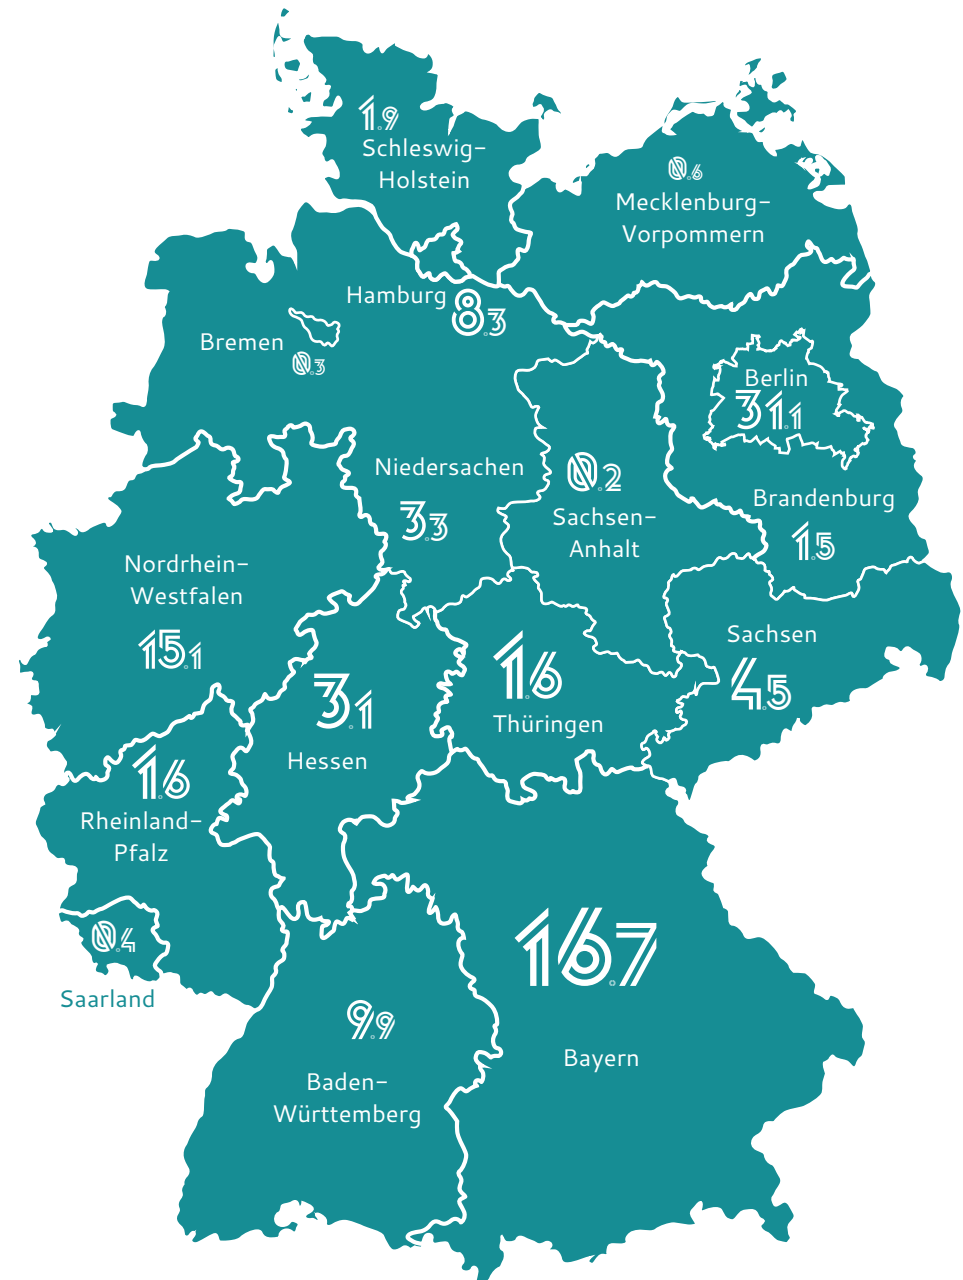 1.9
Schleswig-
Holstein
0.6
Mecklenburg-
Vorpommern
Hamburg 8.3
Bremen
0.3
Berlin
31.1
Niedersachen
3.3
0.2
Sachsen-
Anhalt
Brandenburg
1.5
Nordrhein-
Westfalen
15.1
Sachsen
4.5
1.6
Thüringen
3.1
Hessen
1.6
Rheinland-
Pfalz
0.4
Saarland
16.7
Bayern
9.9
Baden-
Württemberg